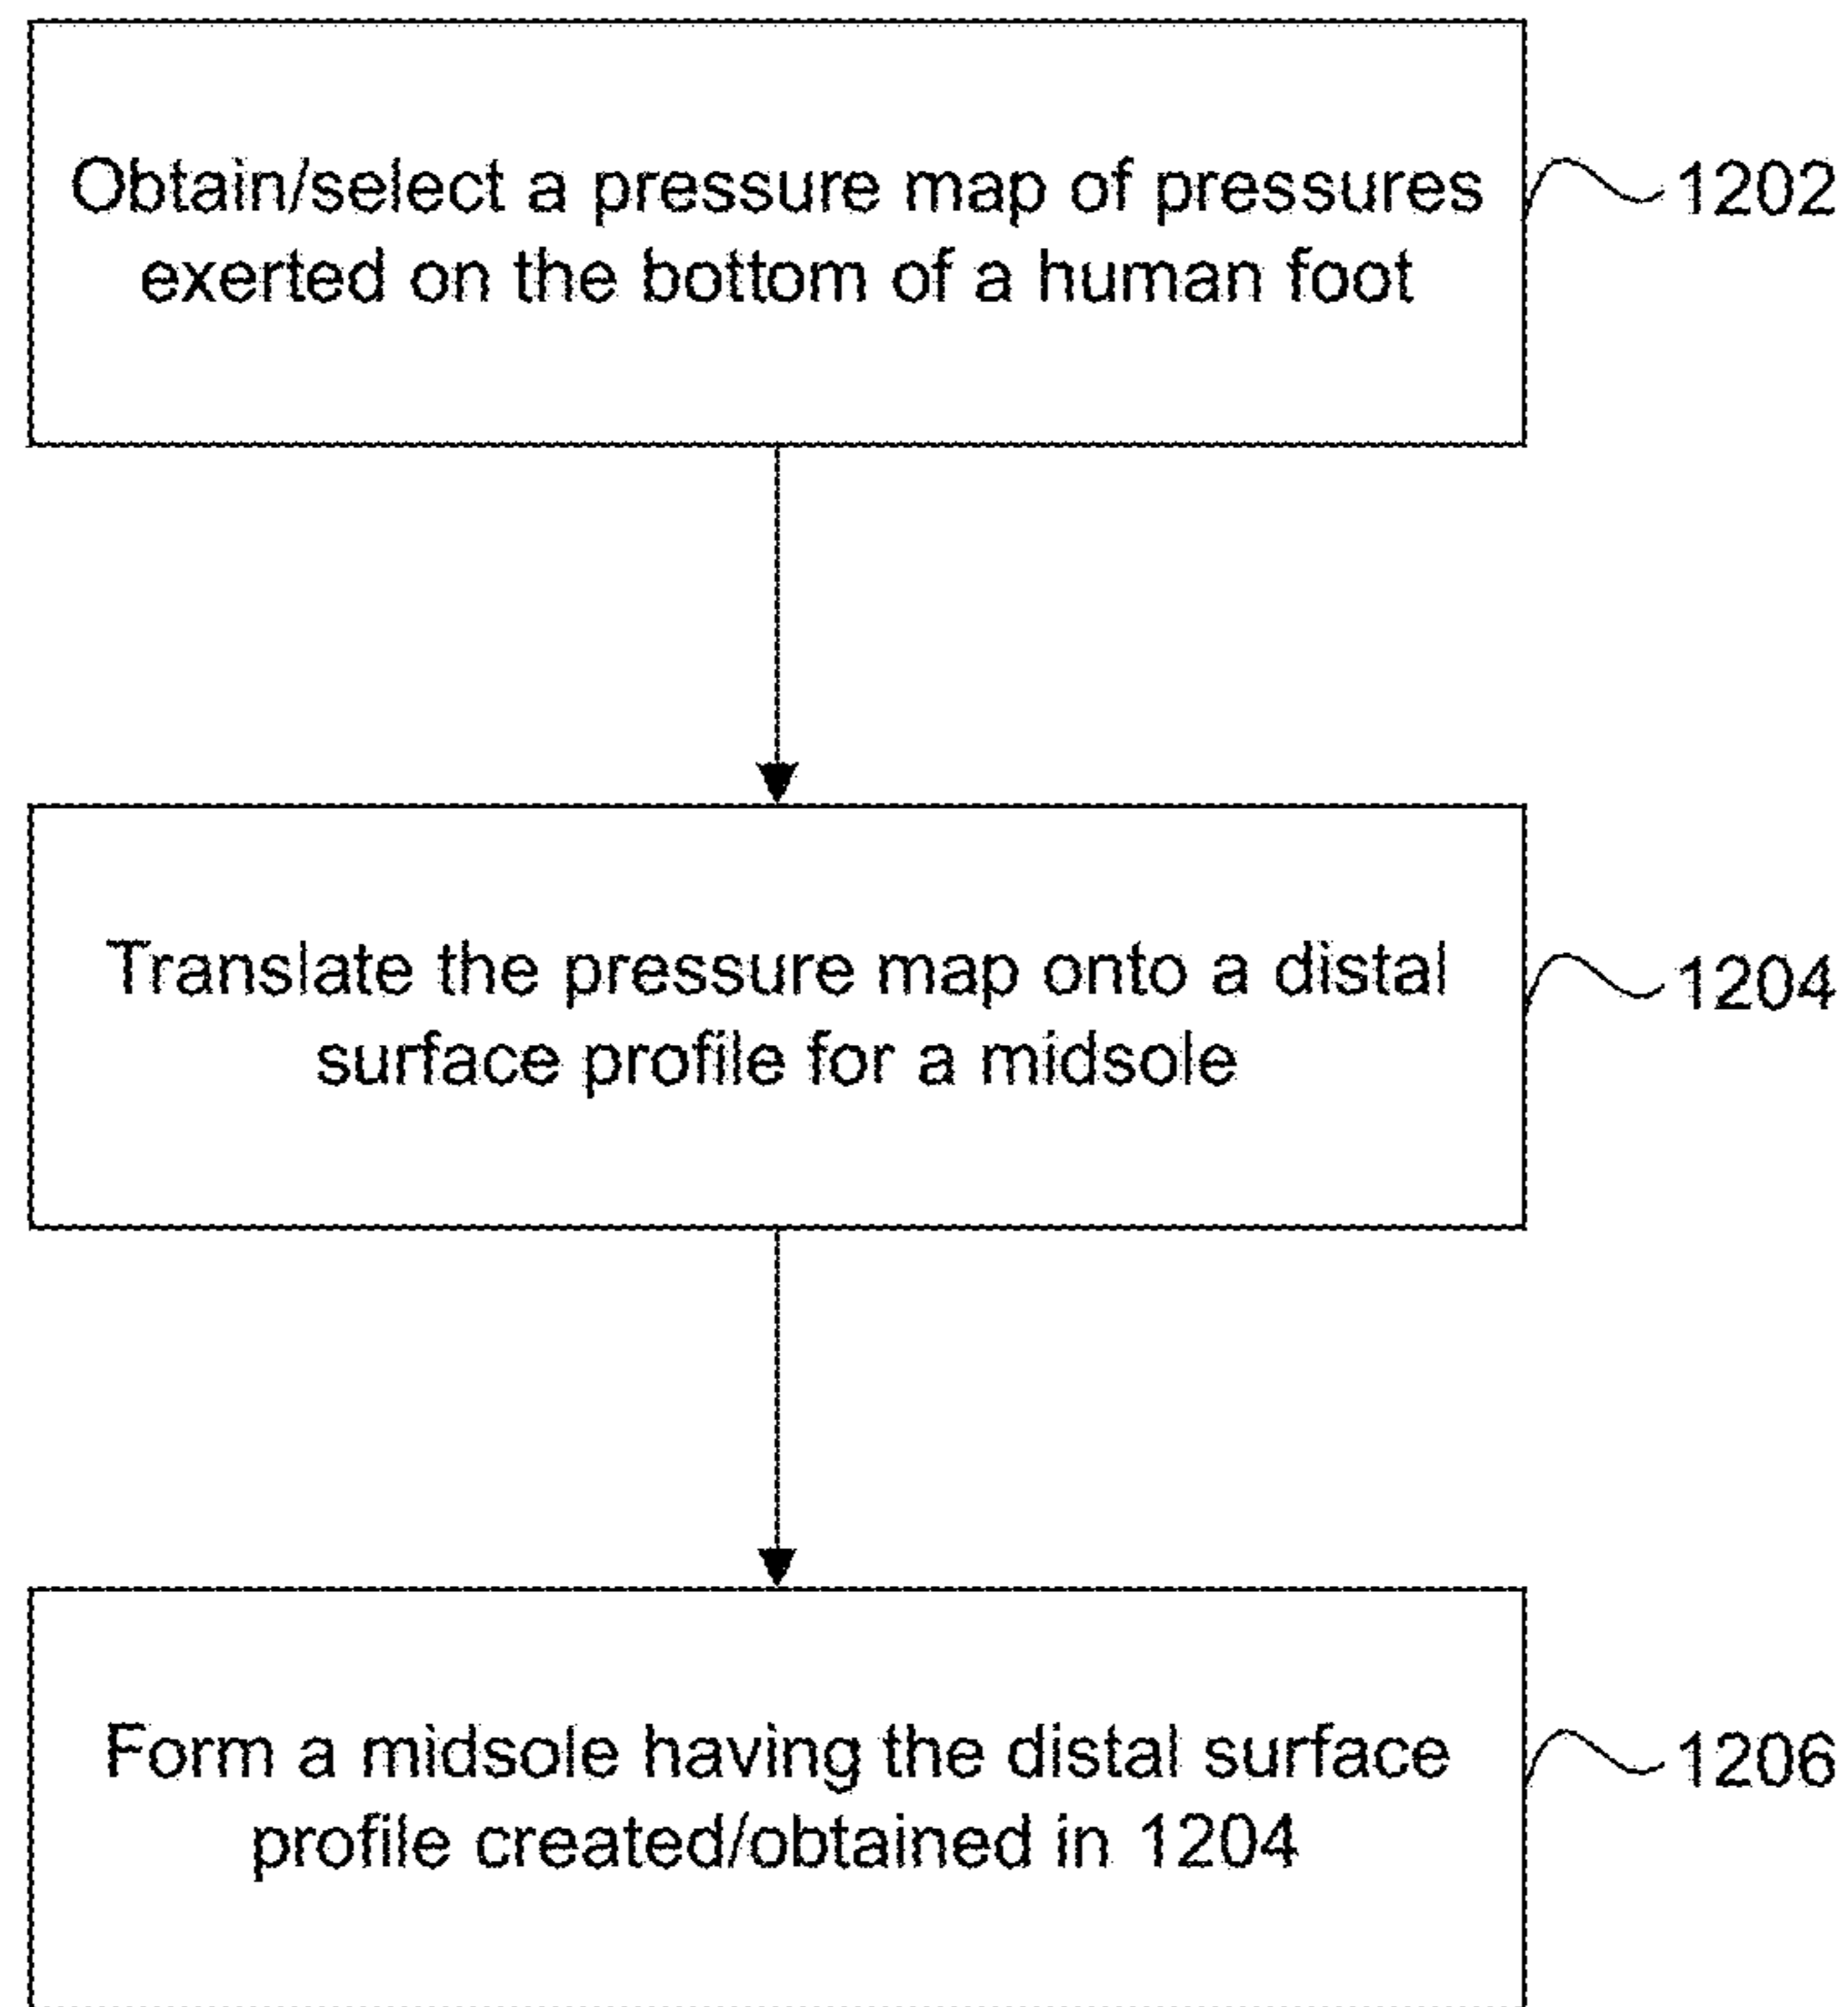 Obtain/select a pressure map of pressures
exerted on the bottom of a human foot
1202
Translate the pressure map onto a distal
surface profile for a midsole
1204
Form a midsole having the distal surface
profile created/obtained in 1204
1206